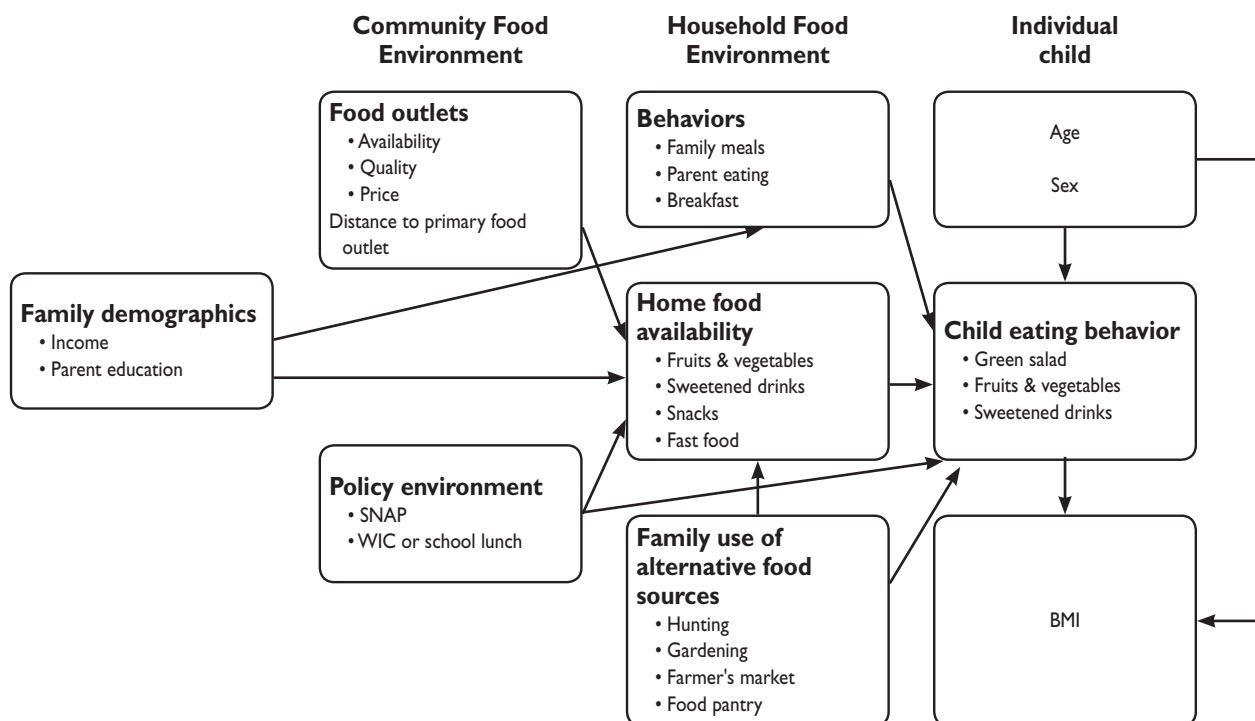 Community Food
Environment
Household Food
Environment
Individual
child
Food outlets
• Availability
• Quality
• Price
Distance to primary food
outlet
Behaviors
• Family meals
• Parent eating
• Breakfast
Age
Sex
Family demographics
• Income
• Parent education
Home food
availability
• Fruits & vegetables
• Sweetened drinks
• Snacks
• Fast food
Child eating behavior
• Green salad
• Fruits & vegetables
• Sweetened drinks
Policy environment
• SNAP
• WIC or school lunch
Family use of
alternative food
sources
• Hunting
• Gardening
• Farmer's market
• Food pantry
BMI